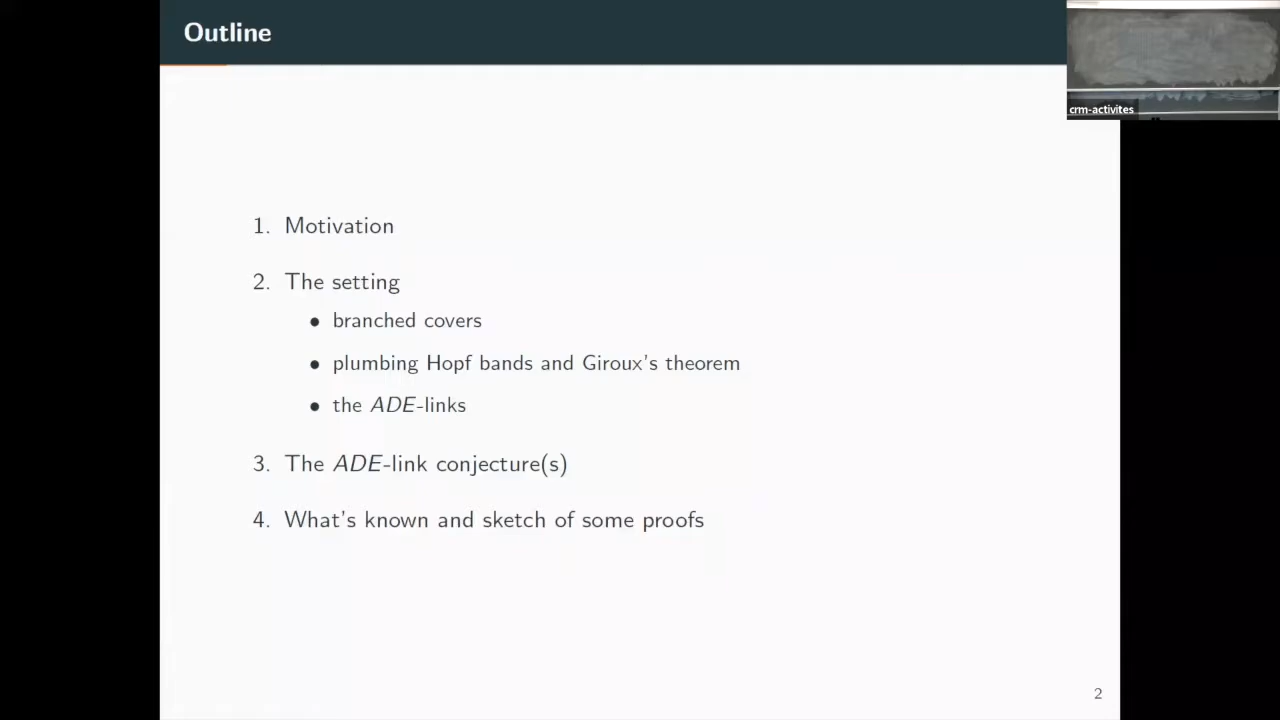 Outline
crm-activites
1. Motivation
2. The setting
• branched covers
• plumbing Hopf bands and Giroux's theorem
• the ADE-links
3. The ADE-link conjecture(s)
4. What's known and sketch of some proofs
2